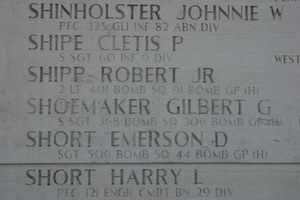 SHINHOLSTER JOHNNIE W
PFC 325 GLI INF 82 ABN DIV
SHIPE CLETIS P
S SGT 60 INF 9 DIV
WEST
SHIPP ROBERT JR
2 LT 401 BOMB SQ 91 BOMB GP (H)
SHOEMAKER GILBERT G
S SGT 368 BOMB SQ 306 BOMB GP (H)
SHORT EMERSON D
SGT 506 BOMB SQ 44 BOMB GP (H)
SHORT HARRY L
PFC 121 ENGR CMBT BN 29 DIV